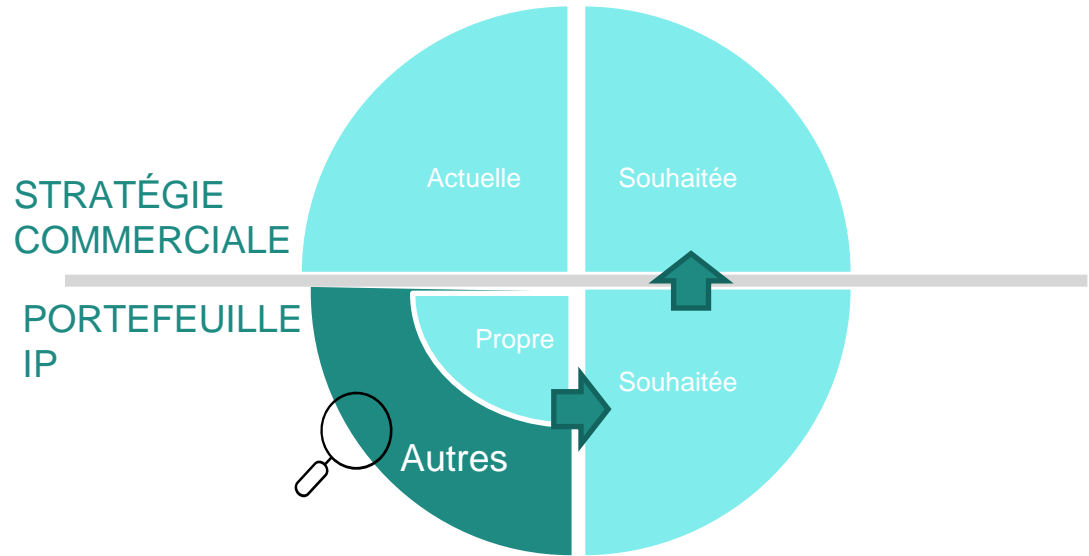 Actuelle
Souhaitée
STRATÉGIE
COMMERCIALE
PORTEFEUILLE
IP
Propre
Souhaitée
Autres